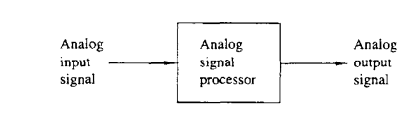 Analog
input
signal
Analog
signal
processor
Analog
output
signal